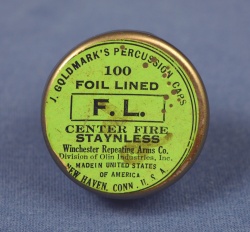 J. GOLDMARK'S PERCUSSION CAPS
100
FOIL LINED
F. L.
CENTER FIRE
STAYNLESS
Winchester Repeating Arms Co.
Division of Olin Industries, Inc.
MADE IN UNITED STATES
OF AMERICA
NEW HAVEN, CONN. U. S. A.